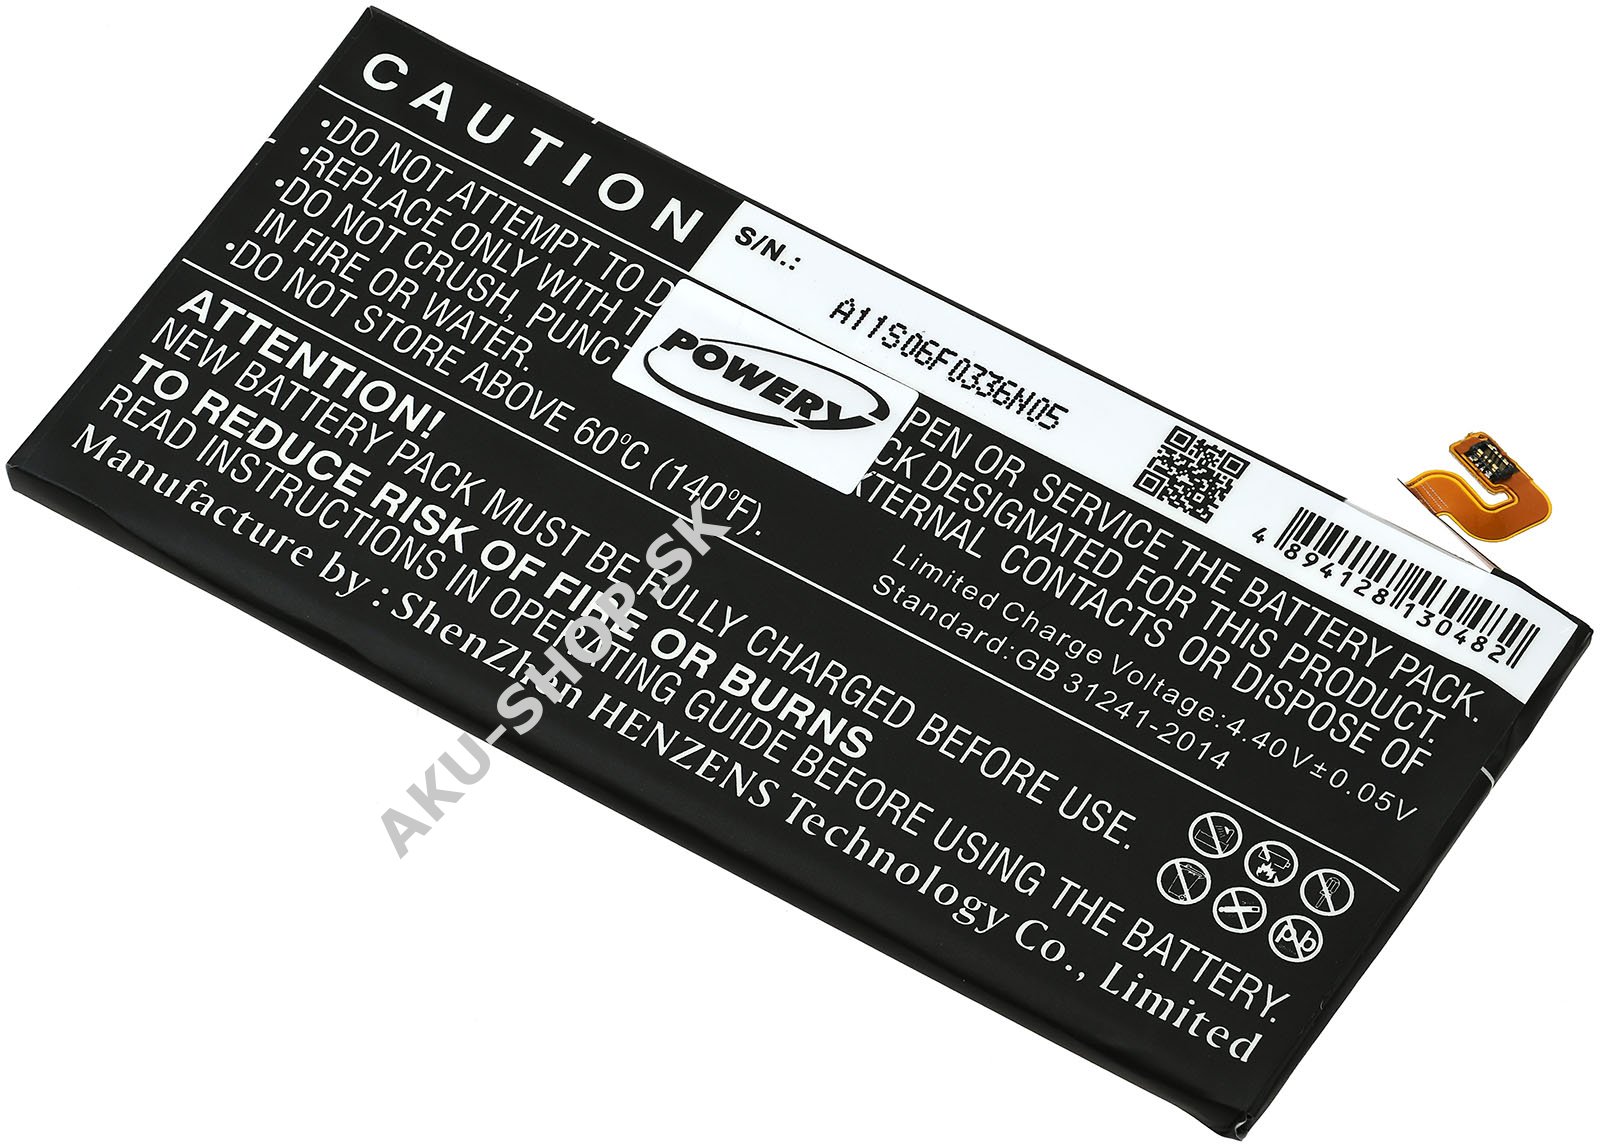 CAUTION
•DO NOT ATTEMPT TO D PEN OR SERVICE THE BATTERY PACK.
•REPLACE ONLY WITH T CK DESIGNATED FOR THIS PRODUCT.
•DO NOT CRUSH, PUNC XTERNAL CONTACTS OR DISPOSE OF
IN FIRE OR WATER.
•DO NOT STORE ABOVE 60°C (140°F).
Limited Charge Voltage:4.40V±0.05V
Standard:GB 31241-2014
S/N.:
A11S06F0336N05
4 894128 130482
POWERY
ATTENTION!
NEW BATTERY PACK MUST BE FULLY CHARGED BEFORE USE.
TO REDUCE RISK OF FIRE OR BURNS
READ INSTRUCTIONS IN OPERATING GUIDE BEFORE USING THE BATTERY.
Manufacture by : ShenZhen HENZENS Technology Co., Limited
Pb
AKU-SHOP.SK